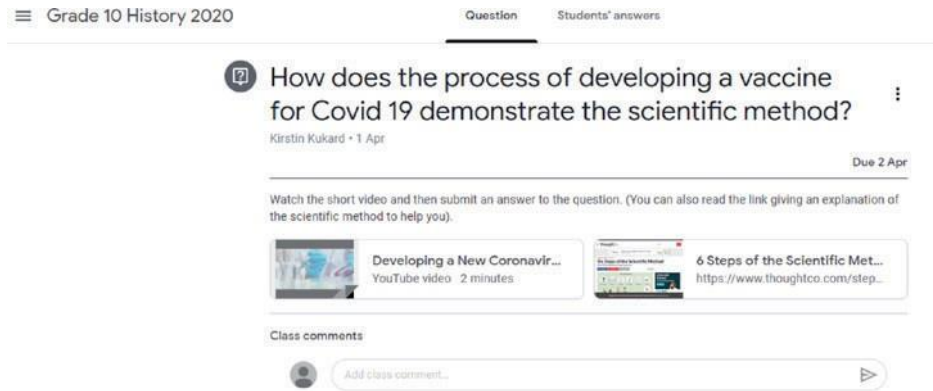 Grade 10 History 2020
Question
Students' answers
How does the process of developing a vaccine
for Covid 19 demonstrate the scientific method?
Kirstin Kukard • 1 Apr
Due 2 Apr
Watch the short video and then submit an answer to the question. (You can also read the link giving an explanation of
the scientific method to help you).
Developing a New Coronavir...
YouTube video 2 minutes
6 Steps of the Scientific Met...
https://www.thoughtco.com/step...
Class comments
Add class comment...